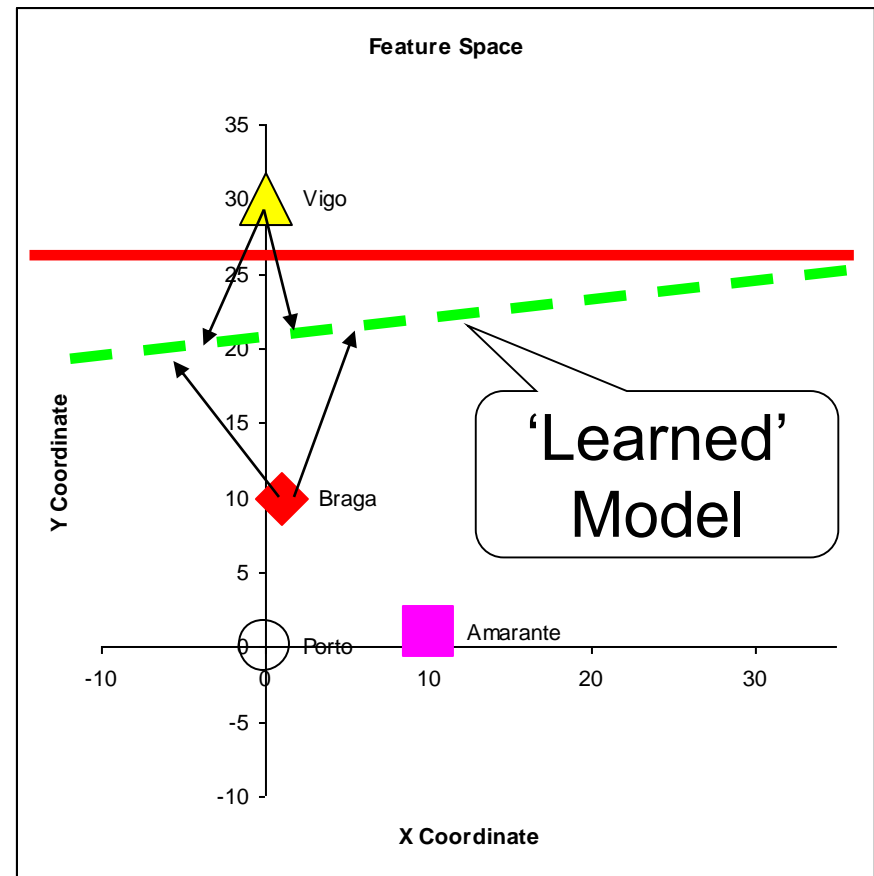 Feature Space
35
30
Vigo
25
20
15
10
Braga
5
0
Porto
Amarante
-10
0
10
20
30
-5
-10
Y Coordinate
X Coordinate
‘Learned’
Model